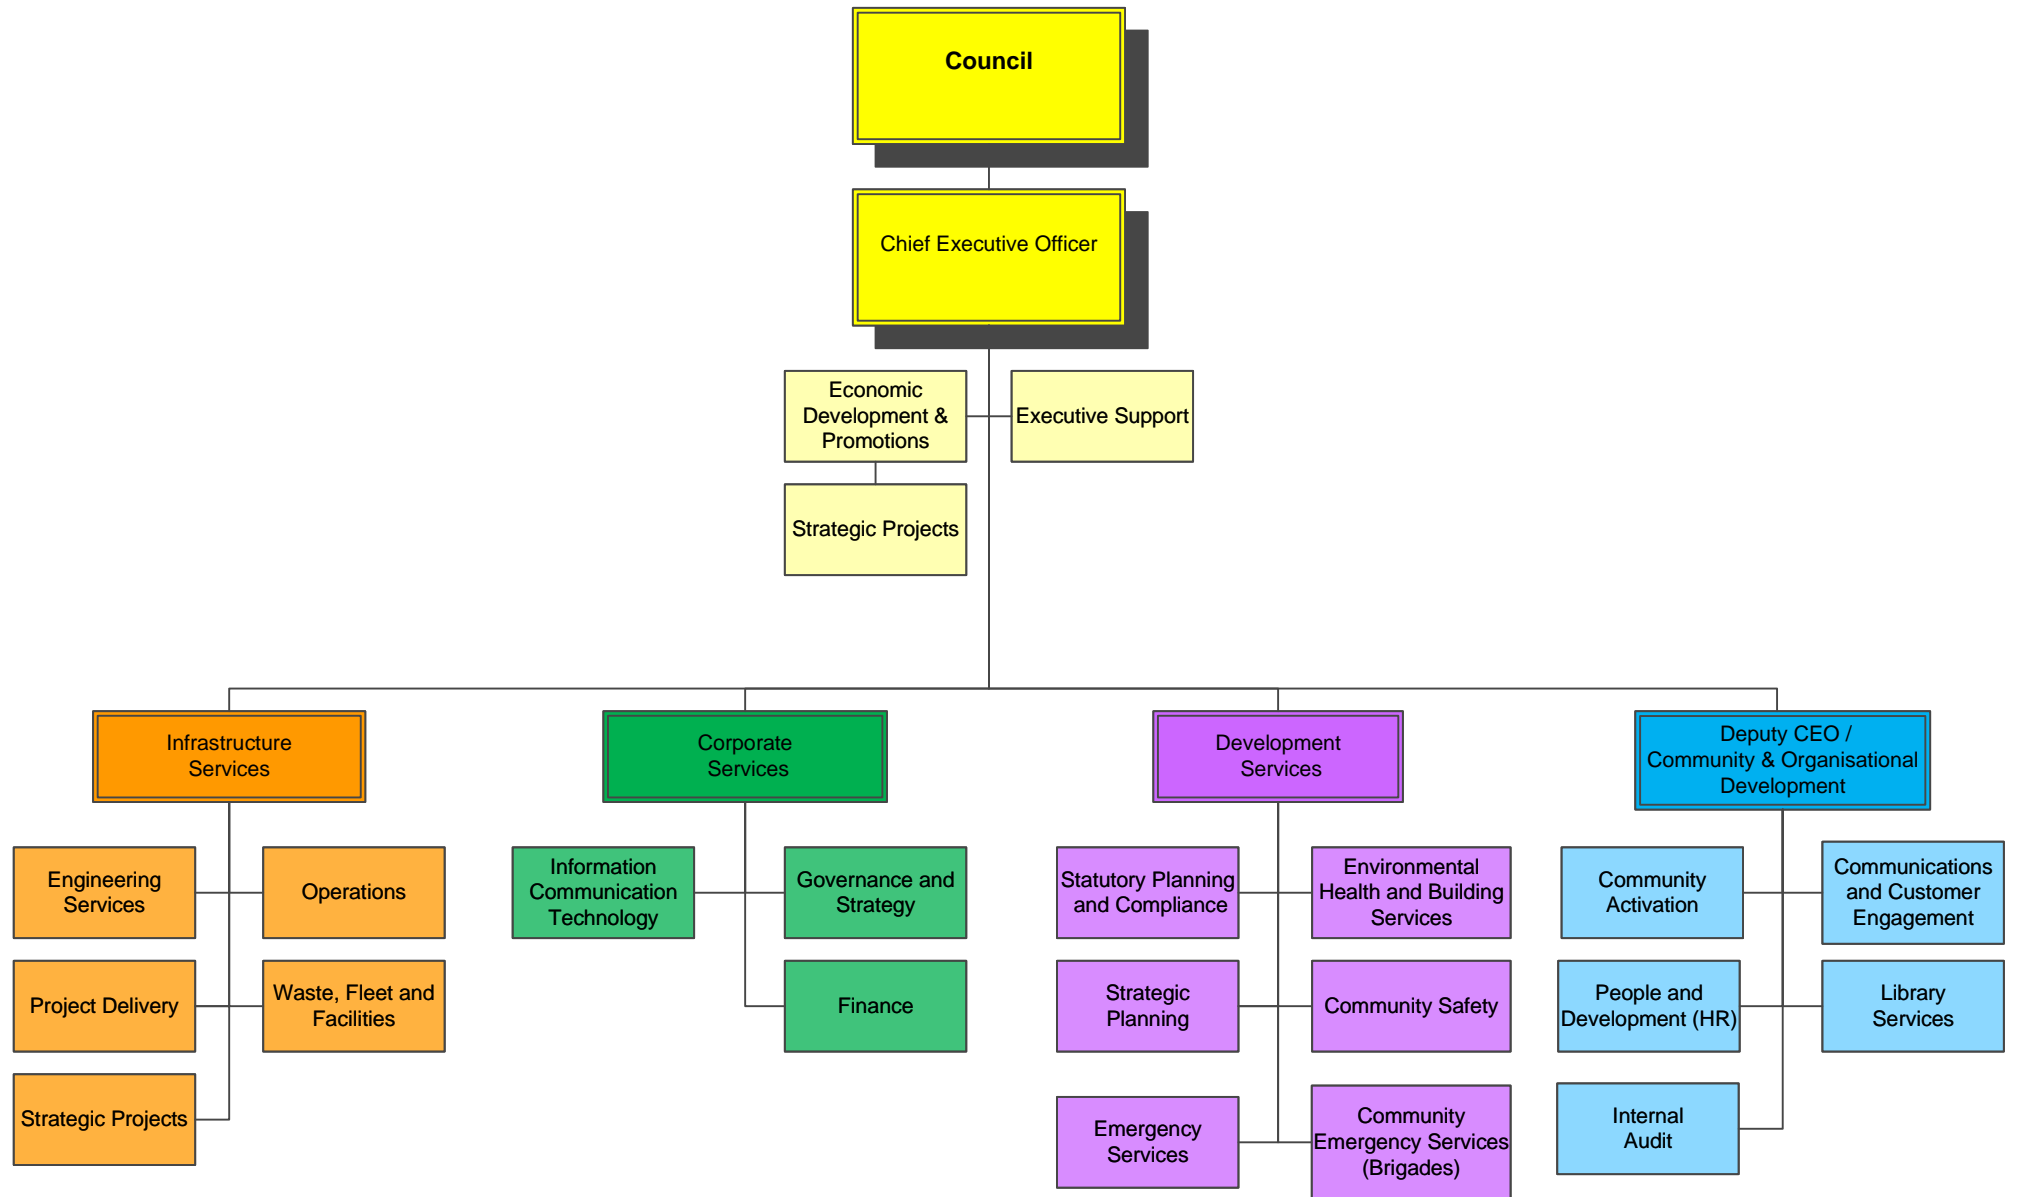 Council
Chief Executive Officer
Economic
Development &
Promotions
Executive Support
Strategic Projects
Infrastructure
Services
Corporate
Services
Development
Services
Deputy CEO /
Community & Organisational
Development
Engineering
Services
Operations
Project Delivery
Waste, Fleet and
Facilities
Strategic Projects
Information
Communication
Technology
Governance and
Strategy
Finance
Statutory Planning
and Compliance
Environmental
Health and Building
Services
Strategic
Planning
Community Safety
Emergency
Services
Community
Emergency Services
(Brigades)
Community
Activation
Communications
and Customer
Engagement
People and
Development (HR)
Library
Services
Internal
Audit